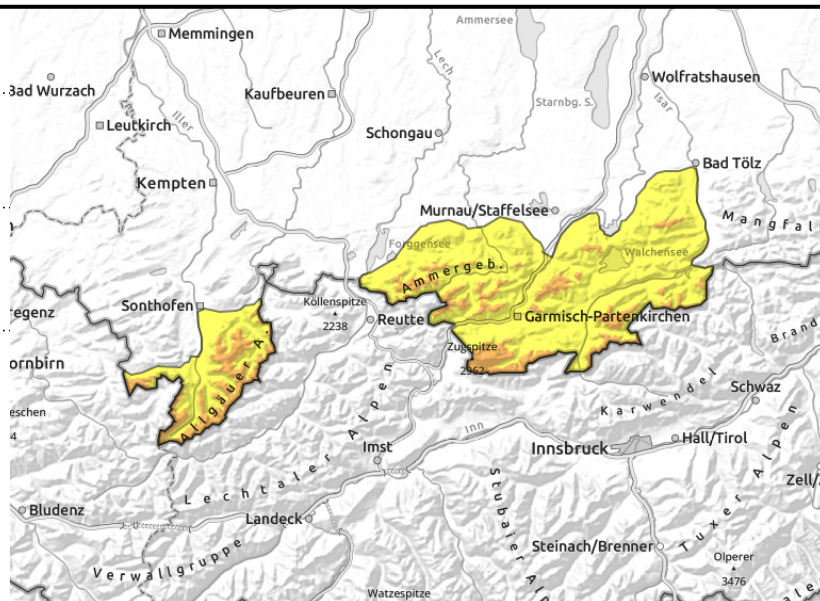 Ammersee
Memmingen
Lech
Wolfratshausen
Bad Wurzach
Kaufbeuren
Starnbg. S.
Isar
Iller
Leutkirch
Schongau
Bad Tölz
Kempten
Murnau/Staffelsee
Mangfal
Forggensee
Walchensee
Ammergeb.
Sonthofen
Kollenspitze
2238
Reutte
Garmisch-Partenkirchen
regenz
Brand
Zugspitze
2962
ornbirn
Allgäuer A.
Karwendel
Schwaz
eschen
4
Inn
Hall/Tirol
Imst
Innsbruck
Lechtaler Alpen
Zell/
Bludenz
Landeck
Stubaier Al
Tuxer Alpen
Steinach/Brenner
Verwallgruppe
Olperer
3476
Watzespitze